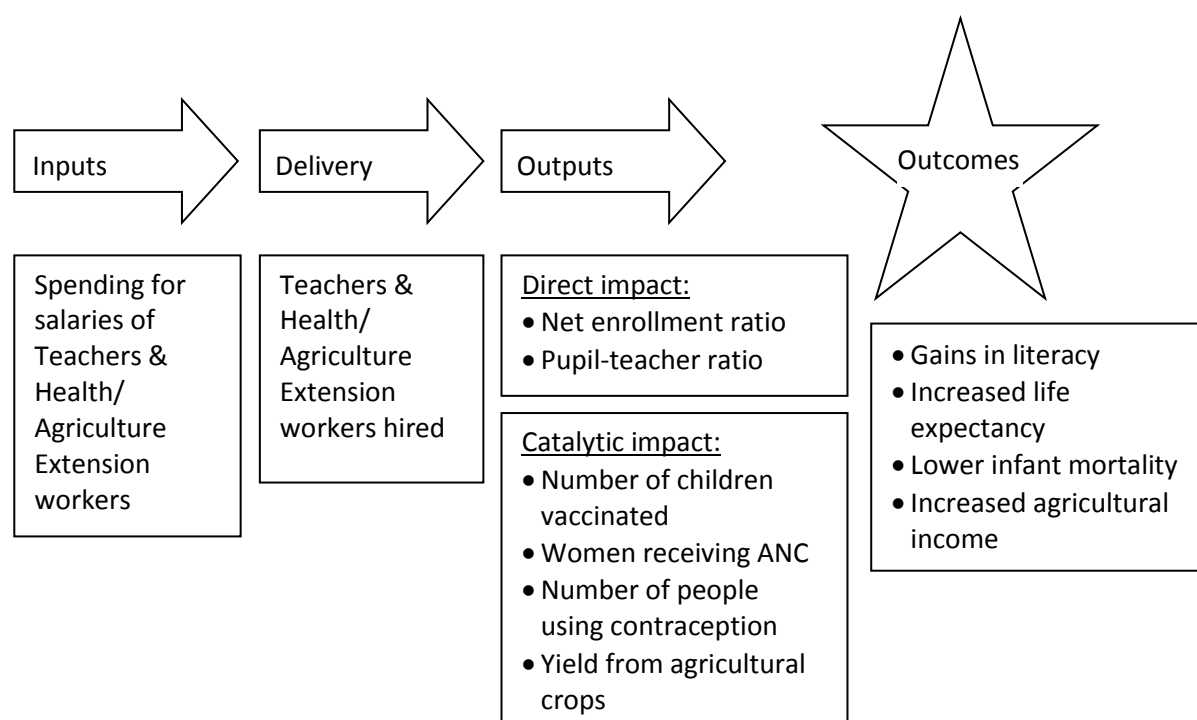 Inputs
Delivery
Outputs
Outcomes
Spending for
salaries of
Teachers &
Health/
Agriculture
Extension
workers
Teachers &
Health/
Agriculture
Extension
workers hired
Direct impact:
• Net enrollment ratio
• Pupil-teacher ratio
Catalytic impact:
• Number of children
vaccinated
• Women receiving ANC
• Number of people
using contraception
• Yield from agricultural
crops
• Gains in literacy
• Increased life
expectancy
• Lower infant mortality
• Increased agricultural
income